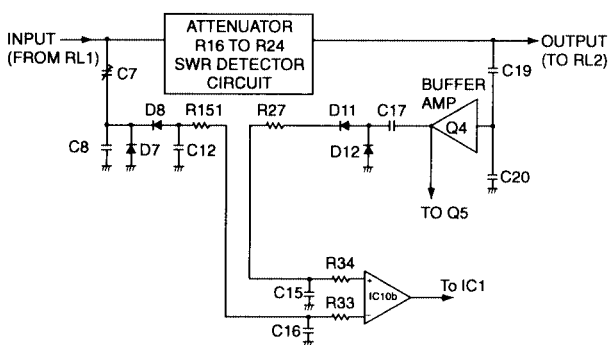 INPUT
(FROM RL1)
ATTENUATOR
R16 TO R24
SWR DETECTOR
CIRCUIT
OUTPUT
(TO RL2)
C7
C19
BUFFER
AMP
D8
R151
R27
D11
C17
Q4
C8
D7
C12
D12
C20
TO Q5
R34
To IC1
C15
+
IC10b
R33
−
C16